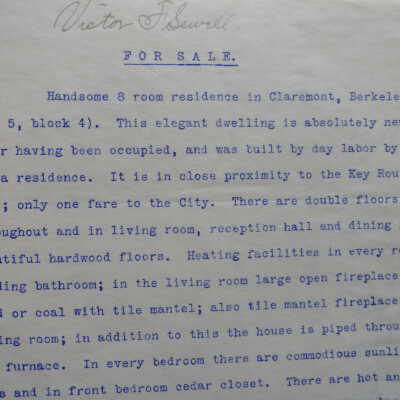 Victor F Sewell
FOR SALE.
Handsome 8 room residence in Claremont, Berkele
5, block 4). This elegant dwelling is absolutely ne
r having been occupied, and was built by day labor by
a residence. It is in close proximity to the Key Rou
; only one fare to the City. There are double floors
oughout and in living room, reception hall and dining
utiful hardwood floors. Heating facilities in every r
ding bathroom; in the living room large open fireplace
d or coal with tile mantel; also tile mantel fireplace
ing room; in addition to this the house is piped throu
furnace. In every bedroom there are commodious sunli
s and in front bedroom cedar closet. There are hot an